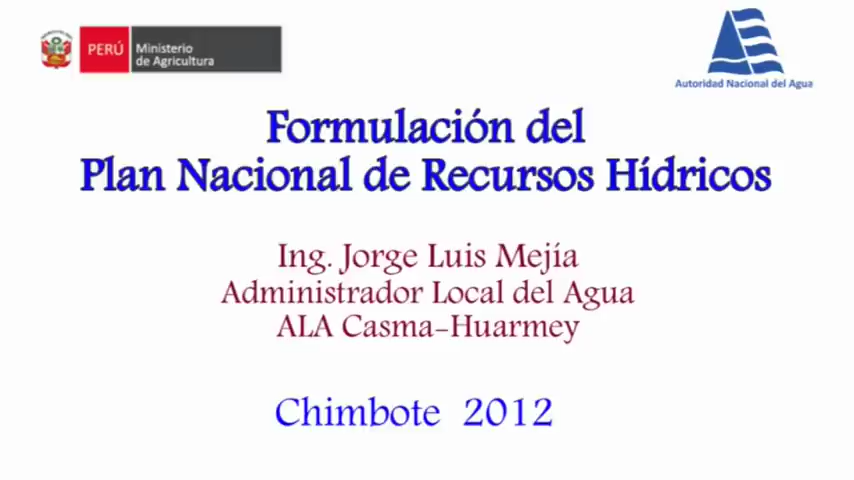 PERÚ
Ministerio
de Agricultura
Autoridad Nacional del Agua
Formulación del
Plan Nacional de Recursos Hídricos
Ing. Jorge Luis Mejía
Administrador Local del Agua
ALA Casma-Huarmey
Chimbote 2012